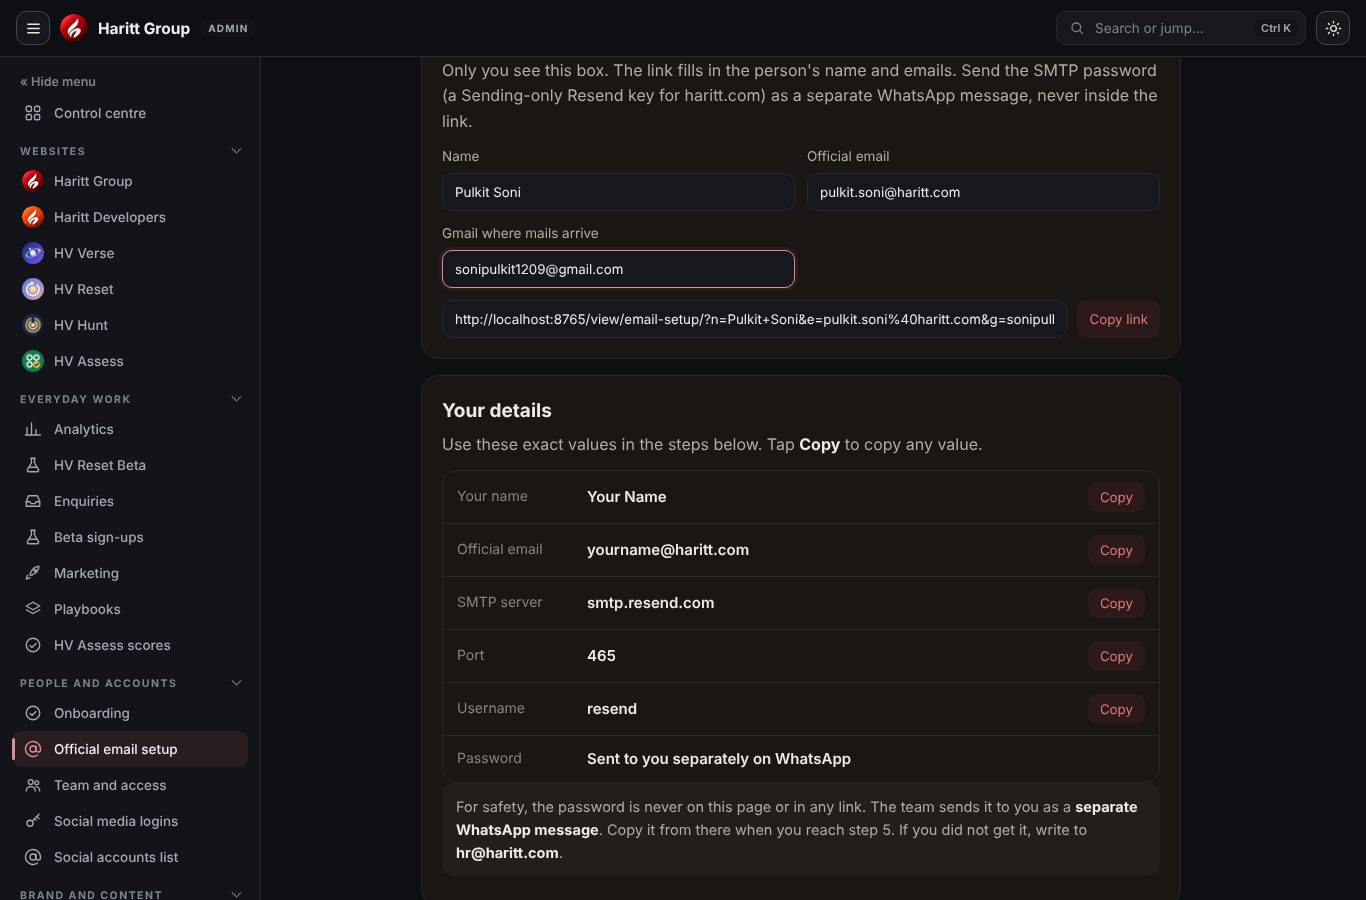 Haritt Group
ADMIN
Search or jump...
Ctrl K
« Hide menu
Control centre
WEBSITES
Haritt Group
Haritt Developers
HV Verse
HV Reset
HV Hunt
HV Assess
EVERYDAY WORK
Analytics
HV Reset Beta
Enquiries
Beta sign-ups
Marketing
Playbooks
HV Assess scores
PEOPLE AND ACCOUNTS
Onboarding
Official email setup
Team and access
Social media logins
Social accounts list
BRAND AND CONTENT
Only you see this box. The link fills in the person's name and emails. Send the SMTP password
(a Sending-only Resend key for haritt.com) as a separate WhatsApp message, never inside the
link.
Name
Official email
Pulkit Soni
pulkit.soni@haritt.com
Gmail where mails arrive
sonipulkit1209@gmail.com
http://localhost:8765/view/email-setup/?n=Pulkit+Soni&e=pulkit.soni%40haritt.com&g=sonipull
Copy link
Your details
Use these exact values in the steps below. Tap Copy to copy any value.
Your name
Your Name
Copy
Official email
yourname@haritt.com
Copy
SMTP server
smtp.resend.com
Copy
Port
465
Copy
Username
resend
Copy
Password
Sent to you separately on WhatsApp
For safety, the password is never on this page or in any link. The team sends it to you as a separate
WhatsApp message. Copy it from there when you reach step 5. If you did not get it, write to
hr@haritt.com.